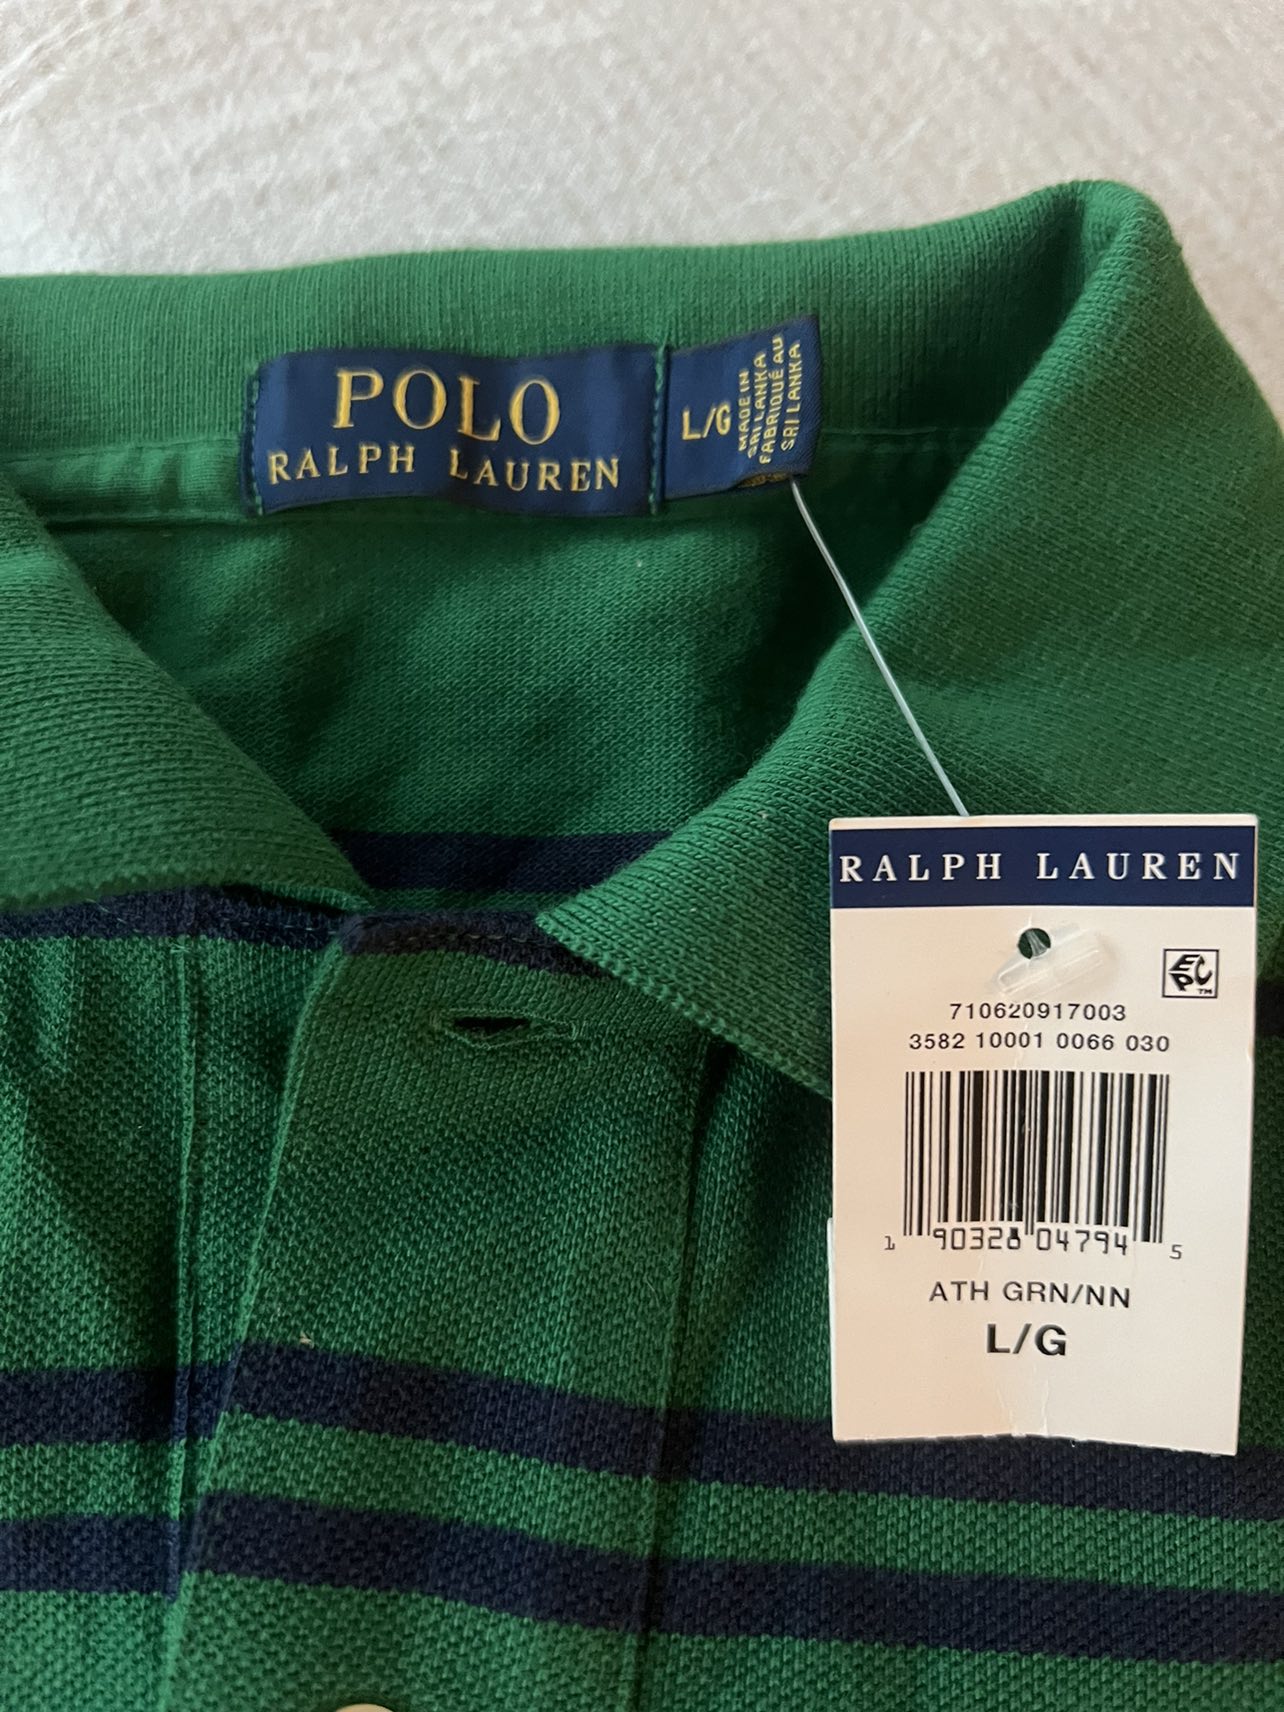 POLO
RALPH LAUREN
L/G
MADE IN
SRI LANKA
FABRIQUÉ AU
SRI LANKA
RALPH LAUREN
EPC™
710620917003
3582 10001 0066 030
1 90328 04794 5
ATH GRN/NN
L/G